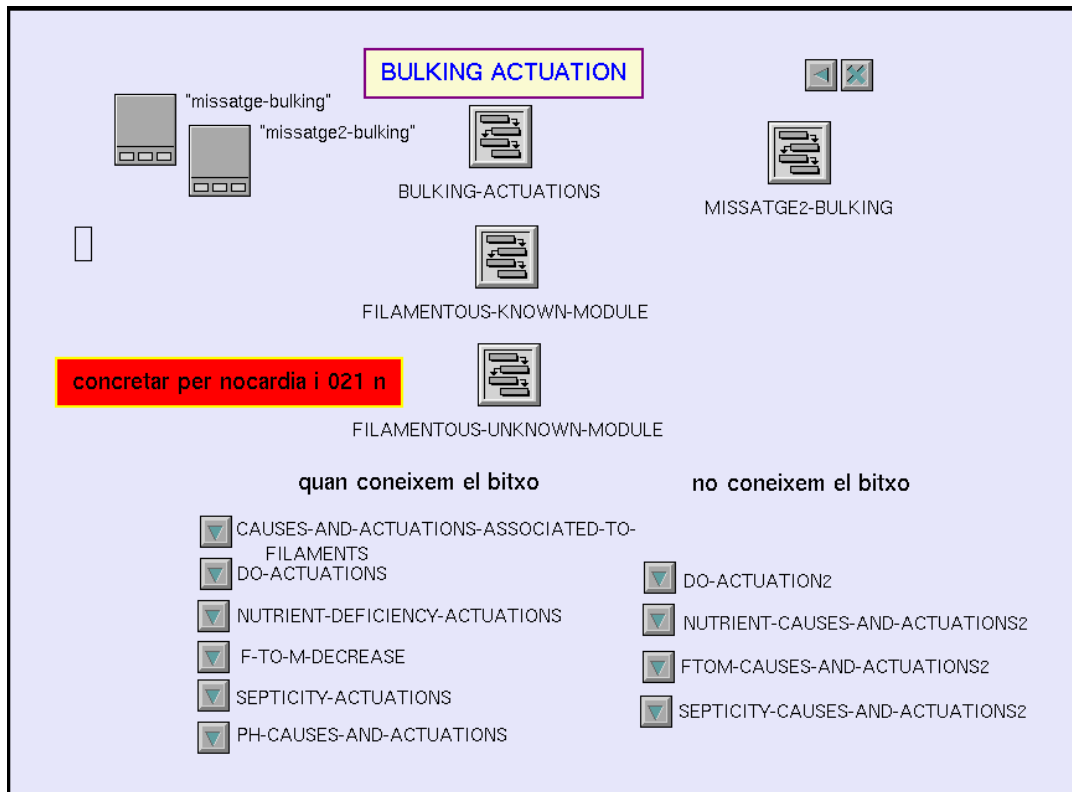 BULKING ACTUATION
"missatge-bulking"
"missatge2-bulking"
BULKING-ACTUATIONS
MISSATGE2-BULKING
FILAMENTOUS-KNOWN-MODULE
concretar per nocardia i 021 n
FILAMENTOUS-UNKNOWN-MODULE
quan coneixem el bitxo
CAUSES-AND-ACTUATIONS-ASSOCIATED-TO-
FILAMENTS
DO-ACTUATIONS
NUTRIENT-DEFICIENCY-ACTUATIONS
F-TO-M-DECREASE
SEPTICITY-ACTUATIONS
PH-CAUSES-AND-ACTUATIONS
no coneixem el bitxo
DO-ACTUATION2
NUTRIENT-CAUSES-AND-ACTUATIONS2
FTOM-CAUSES-AND-ACTUATIONS2
SEPTICITY-CAUSES-AND-ACTUATIONS2